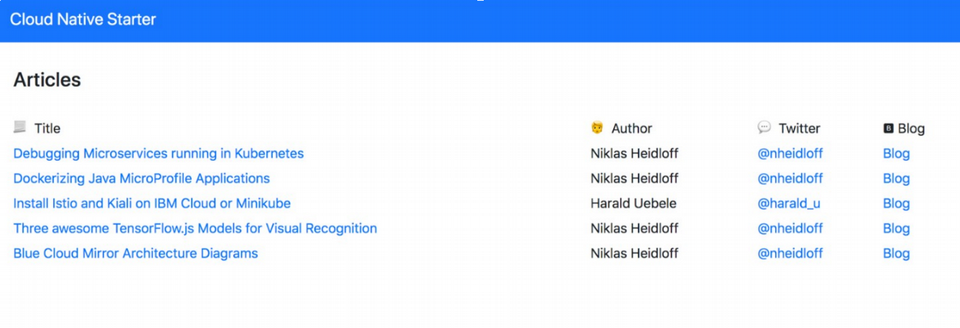 Cloud Native Starter
Articles
Title Author Twitter Blog
Debugging Microservices running in Kubernetes Niklas Heidloff @nheidloff Blog
Dockerizing Java MicroProfile Applications Niklas Heidloff @nheidloff Blog
Install Istio and Kiali on IBM Cloud or Minikube Harald Uebele @harald_u Blog
Three awesome TensorFlow.js Models for Visual Recognition Niklas Heidloff @nheidloff Blog
Blue Cloud Mirror Architecture Diagrams Niklas Heidloff @nheidloff Blog